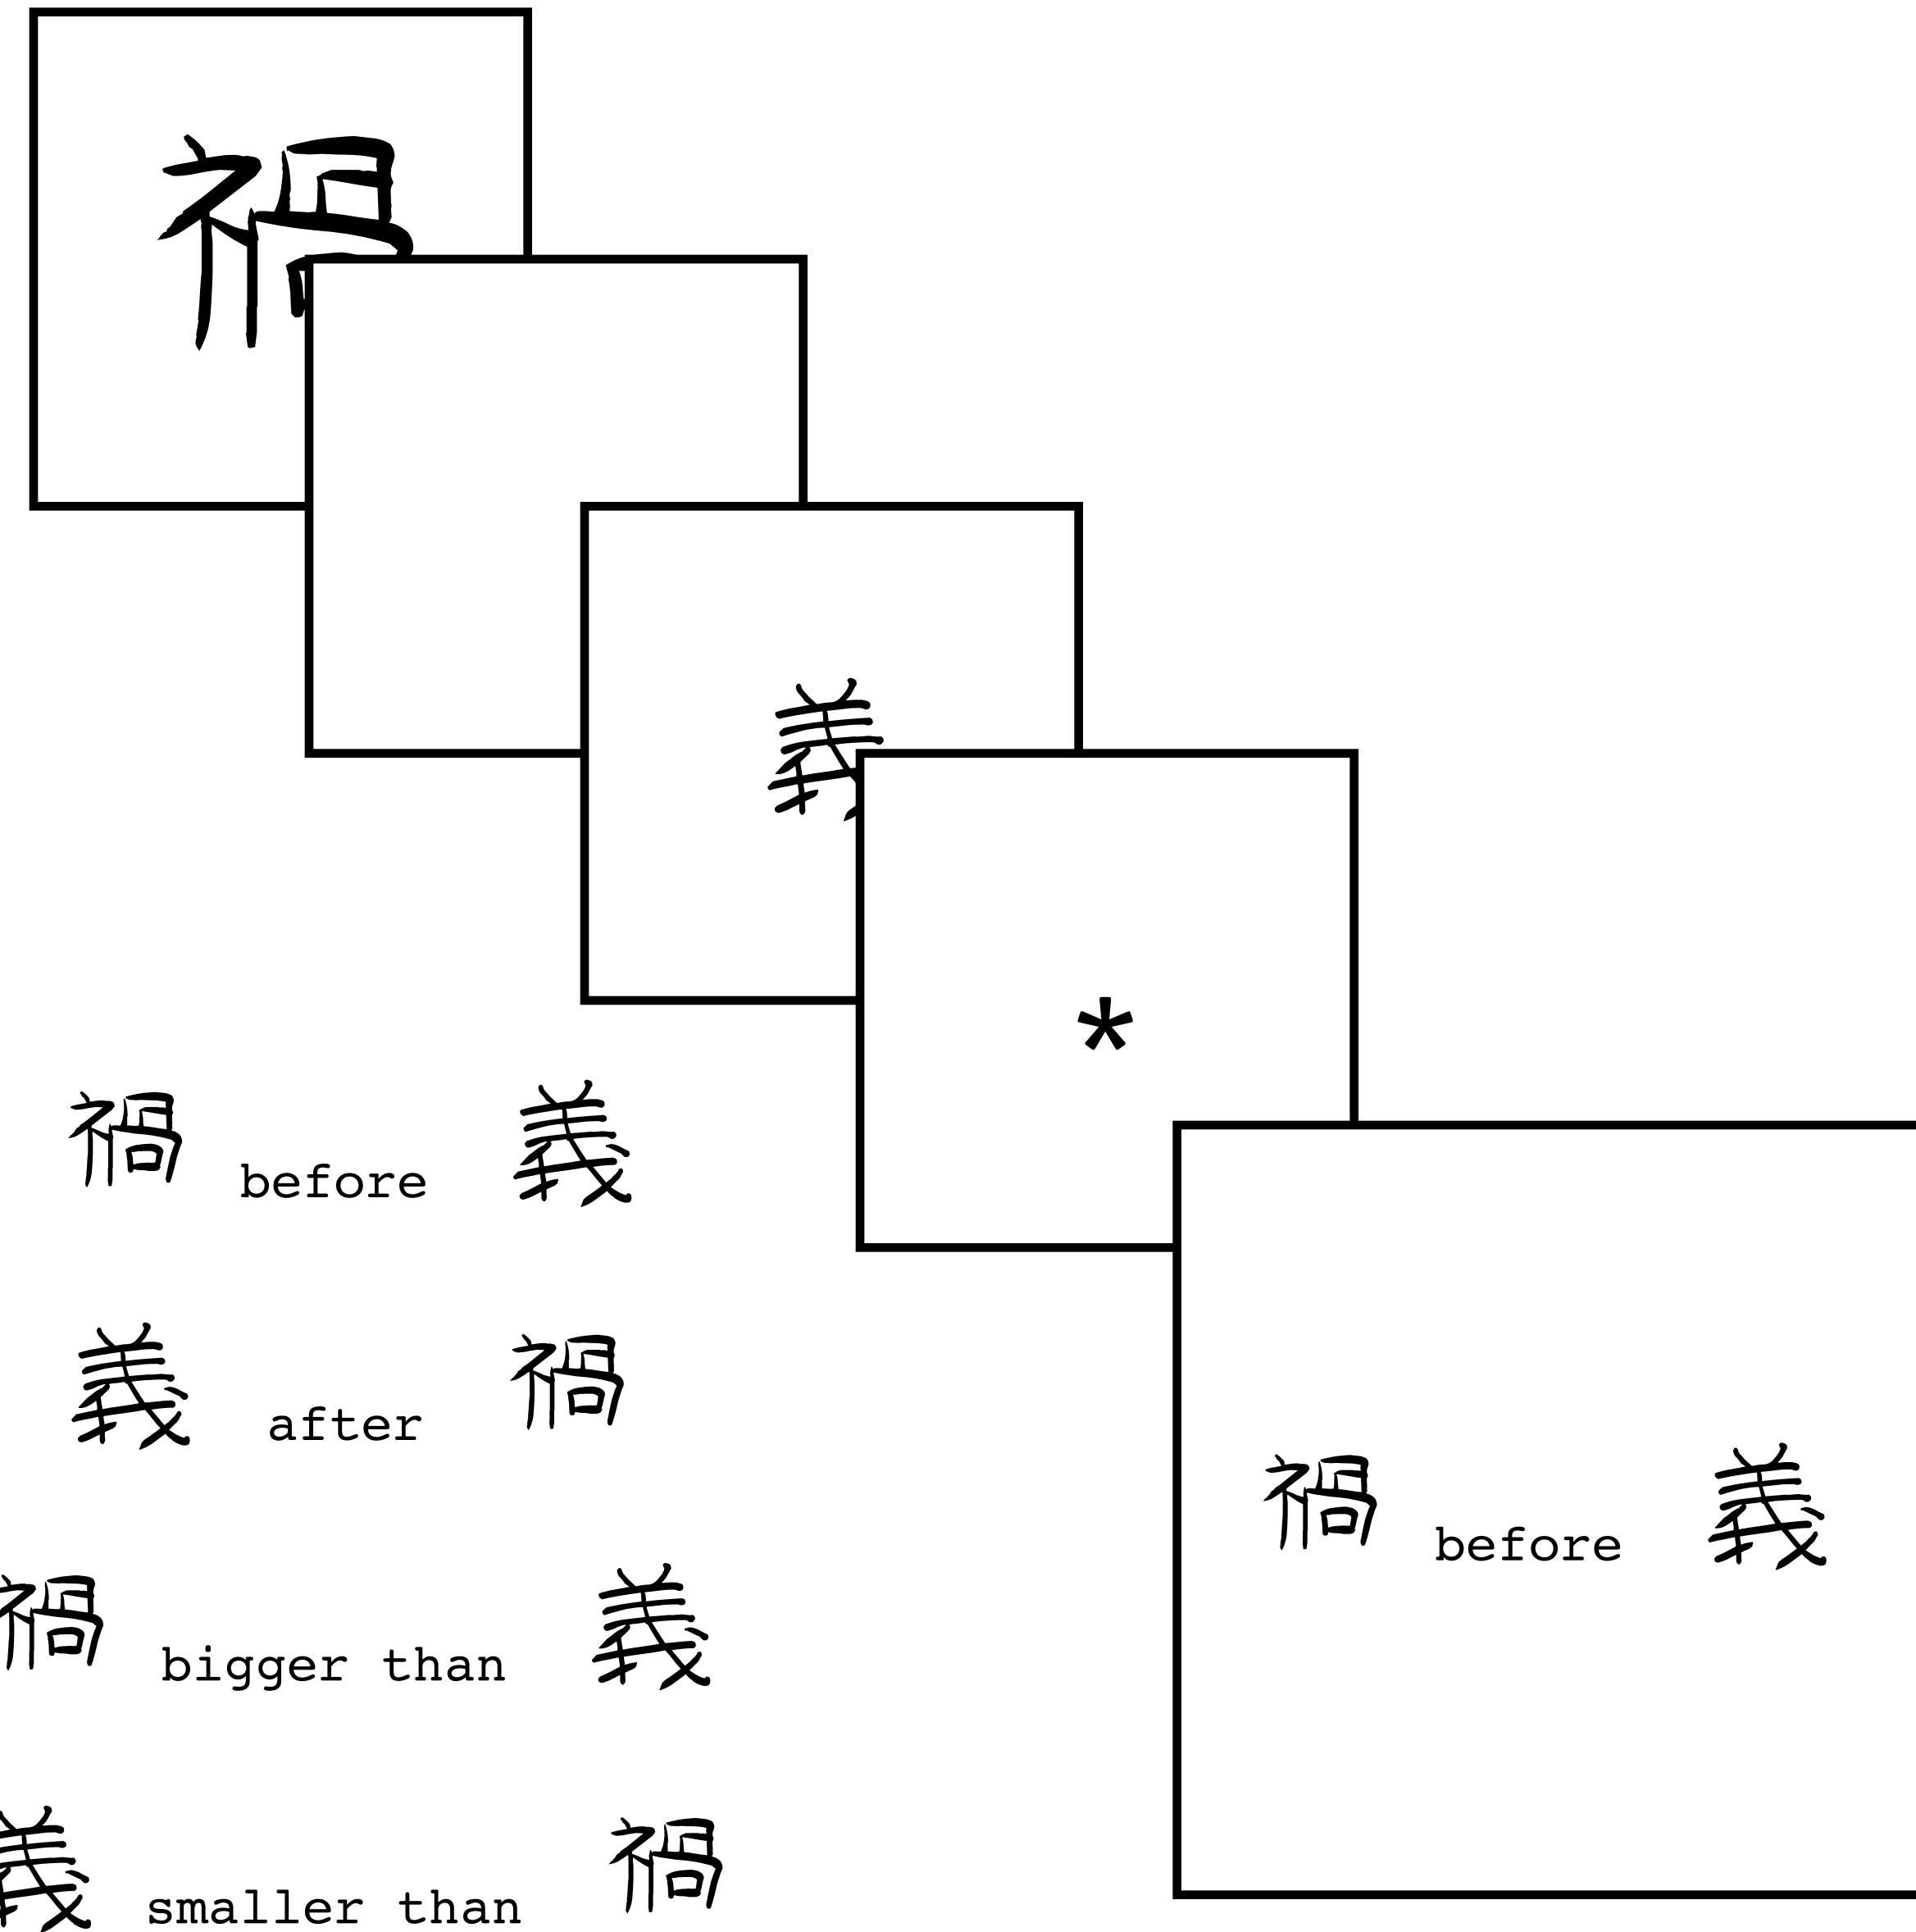 禍
義
*
禍 before 義
義 after 禍
禍 bigger than 義
義 smaller than 禍
禍 before 義